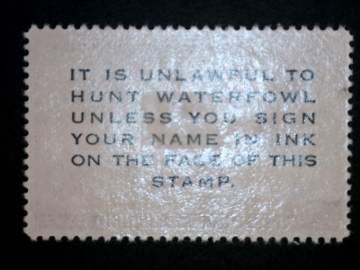 IT IS UNLAWFUL TO
HUNT WATERFOWL
UNLESS YOU SIGN
YOUR NAME IN INK
ON THE FACE OF THIS
STAMP.